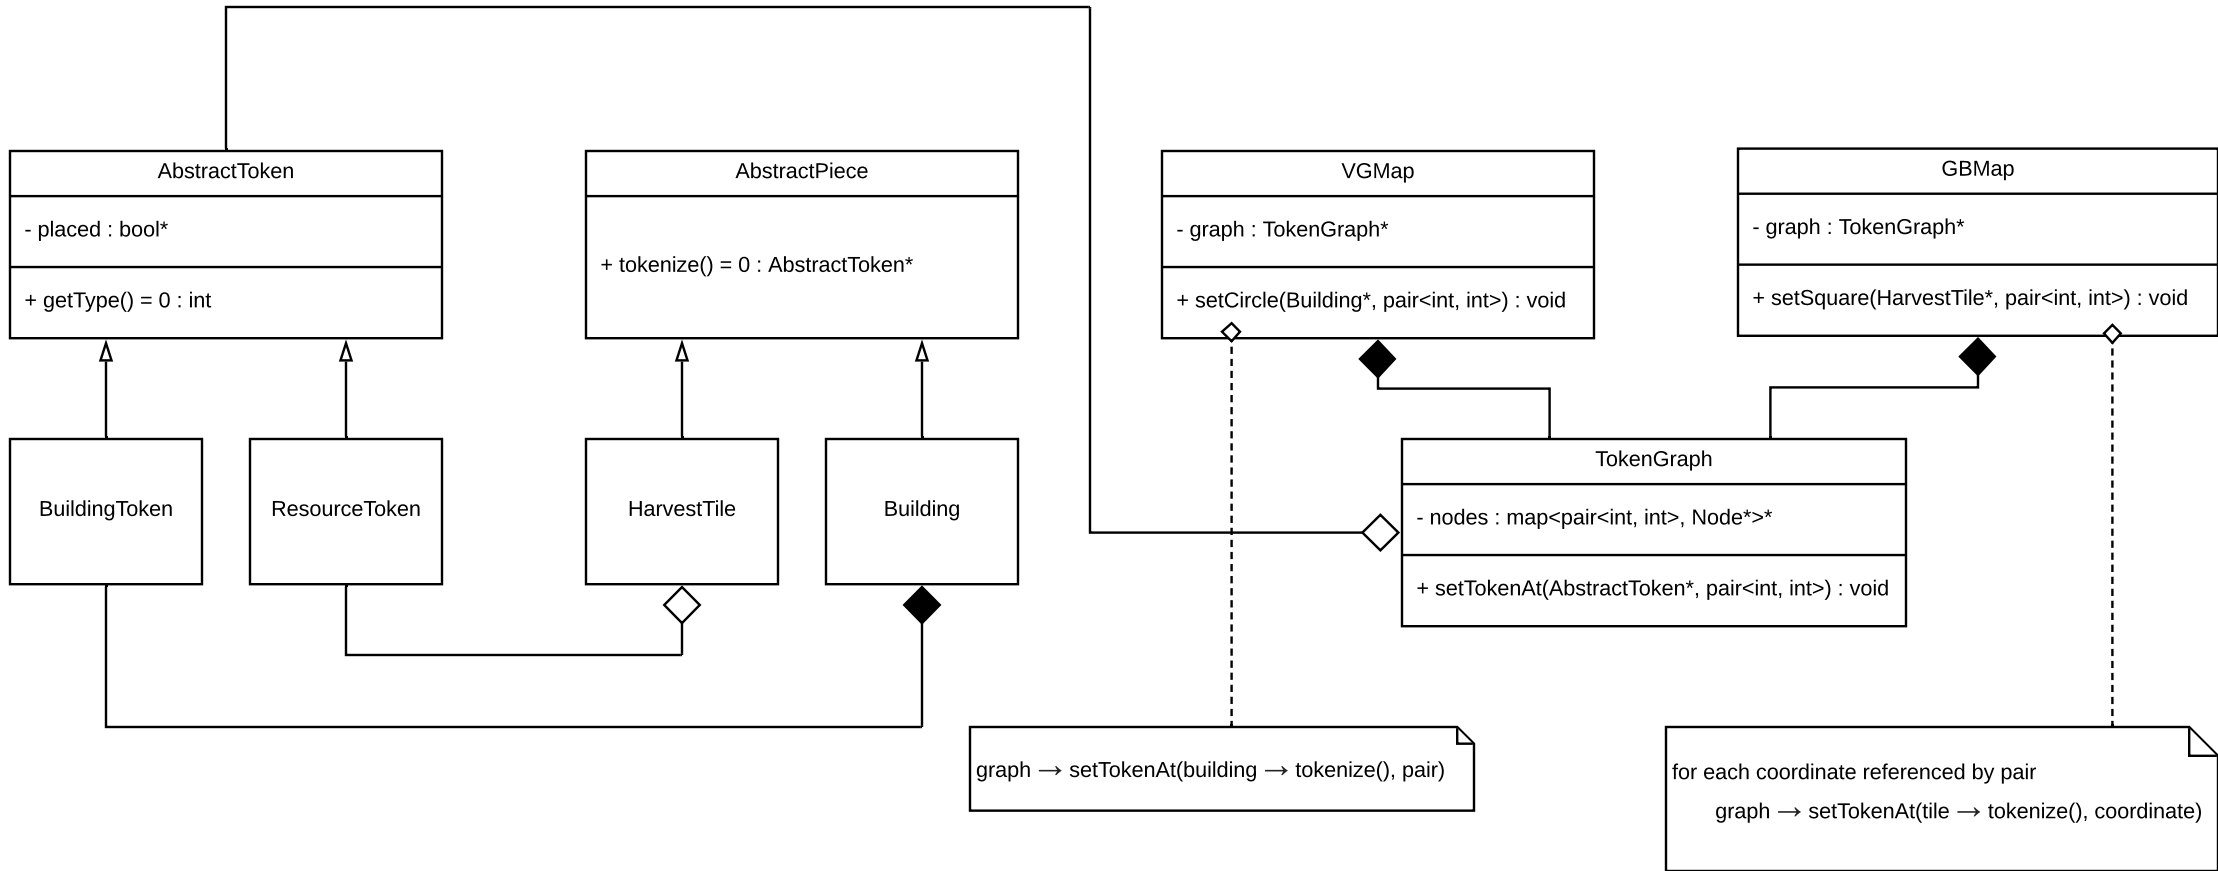 AbstractToken
- placed : bool*
+ getType() = 0 : int
AbstractPiece
+ tokenize() = 0 : AbstractToken*
VGMap
- graph : TokenGraph*
+ setCircle(Building*, pair<int, int>) : void
GBMap
- graph : TokenGraph*
+ setSquare(HarvestTile*, pair<int, int>) : void
BuildingToken
ResourceToken
HarvestTile
Building
TokenGraph
- nodes : map<pair<int, int>, Node*>*
+ setTokenAt(AbstractToken*, pair<int, int>) : void
graph → setTokenAt(building → tokenize(), pair)
for each coordinate referenced by pair
graph → setTokenAt(tile → tokenize(), coordinate)